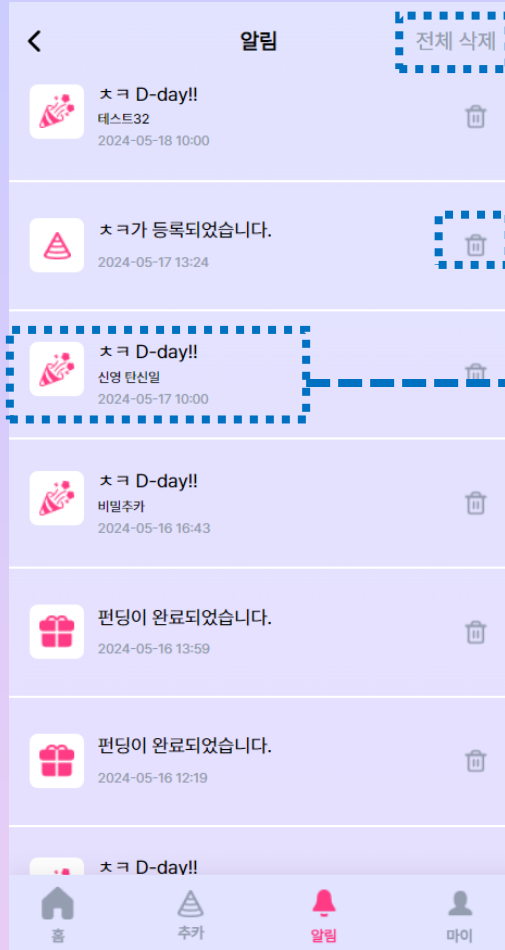 알림
전체 삭제
ㅊㅋ D-day!!
테스트32
2024-05-18 10:00
ㅊㅋ가 등록되었습니다.
2024-05-17 13:24
ㅊㅋ D-day!!
신영 탄신일
2024-05-17 10:00
ㅊㅋ D-day!!
비밀추카
2024-05-16 16:43
펀딩이 완료되었습니다.
2024-05-16 13:59
펀딩이 완료되었습니다.
2024-05-16 12:19
ㅊㅋ D-day!!
홈
추카
알림
마이